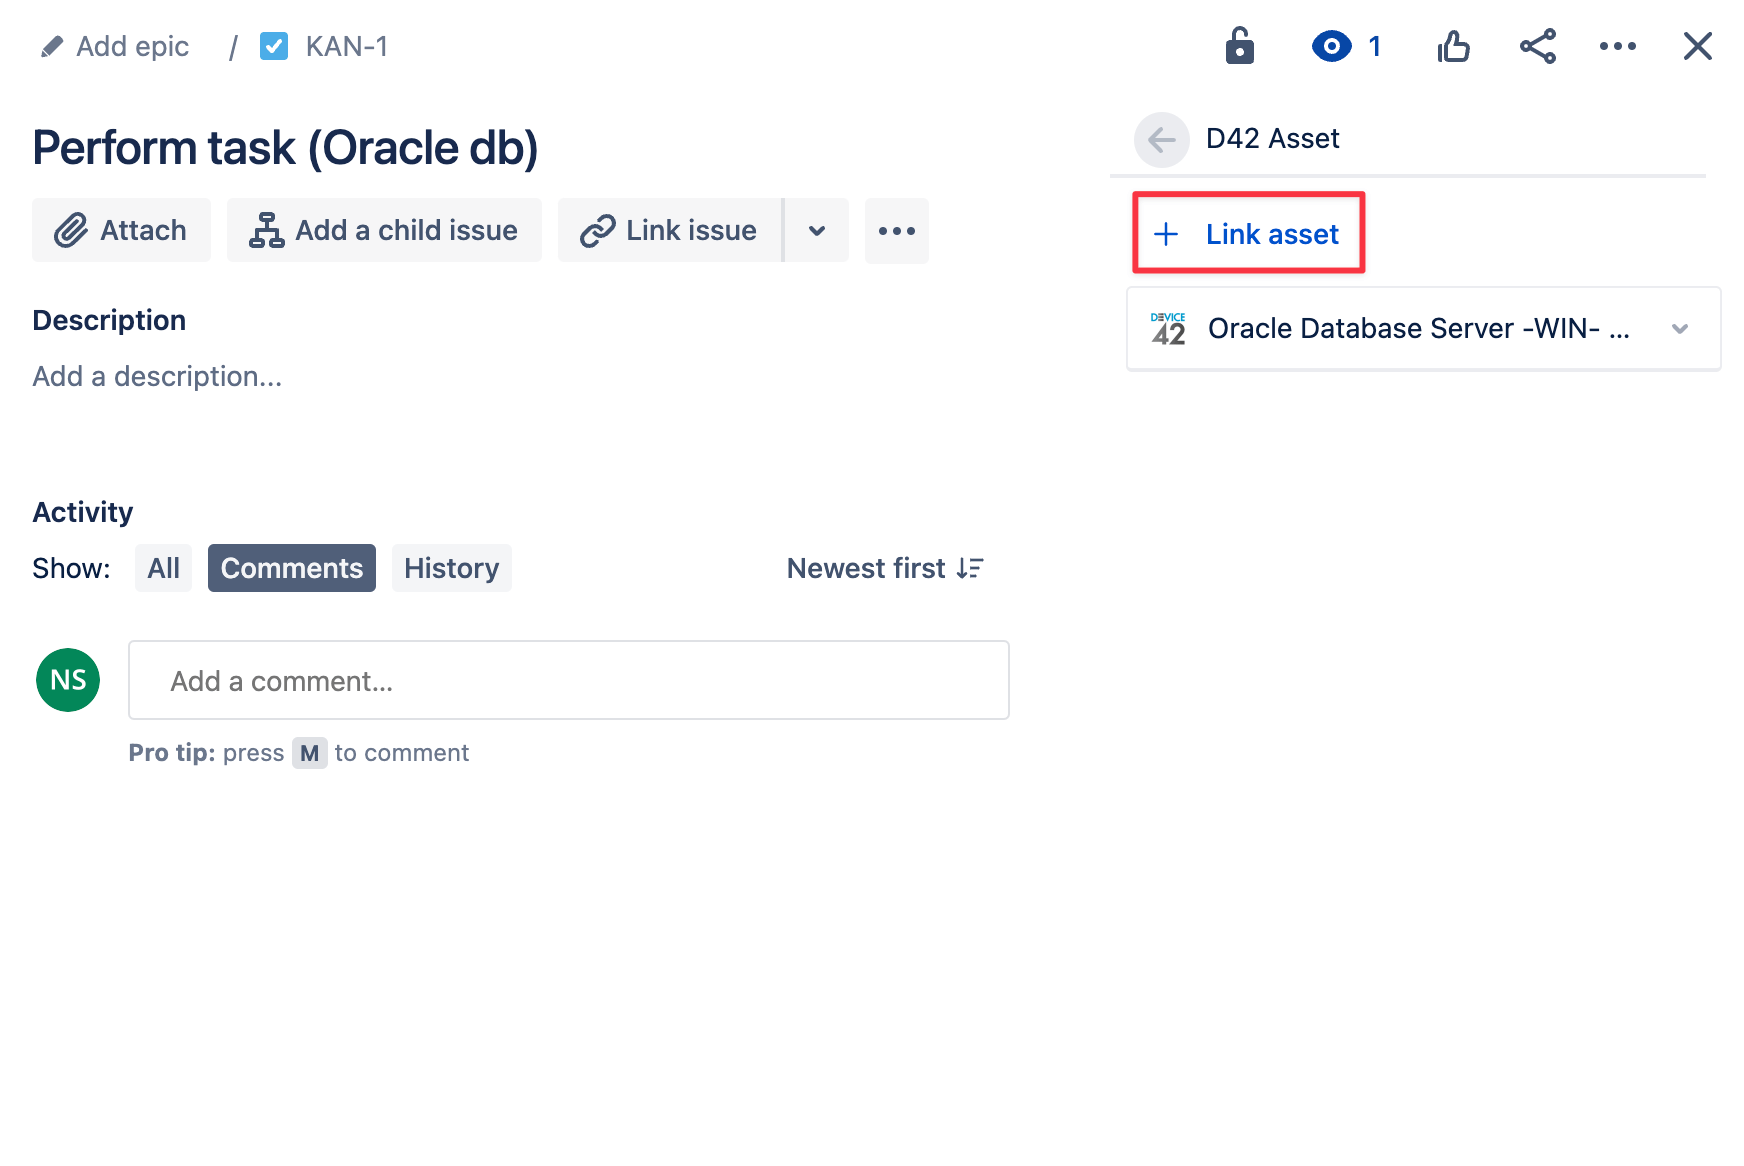 Add epic / KAN-1
1
Perform task (Oracle db)
Attach
Add a child issue
Link issue
Description
Add a description...
Activity
Show:
All
Comments
History
Newest first
NS
Add a comment...
Pro tip: press M to comment
D42 Asset
+ Link asset
DEVICE
42
Oracle Database Server -WIN- ...